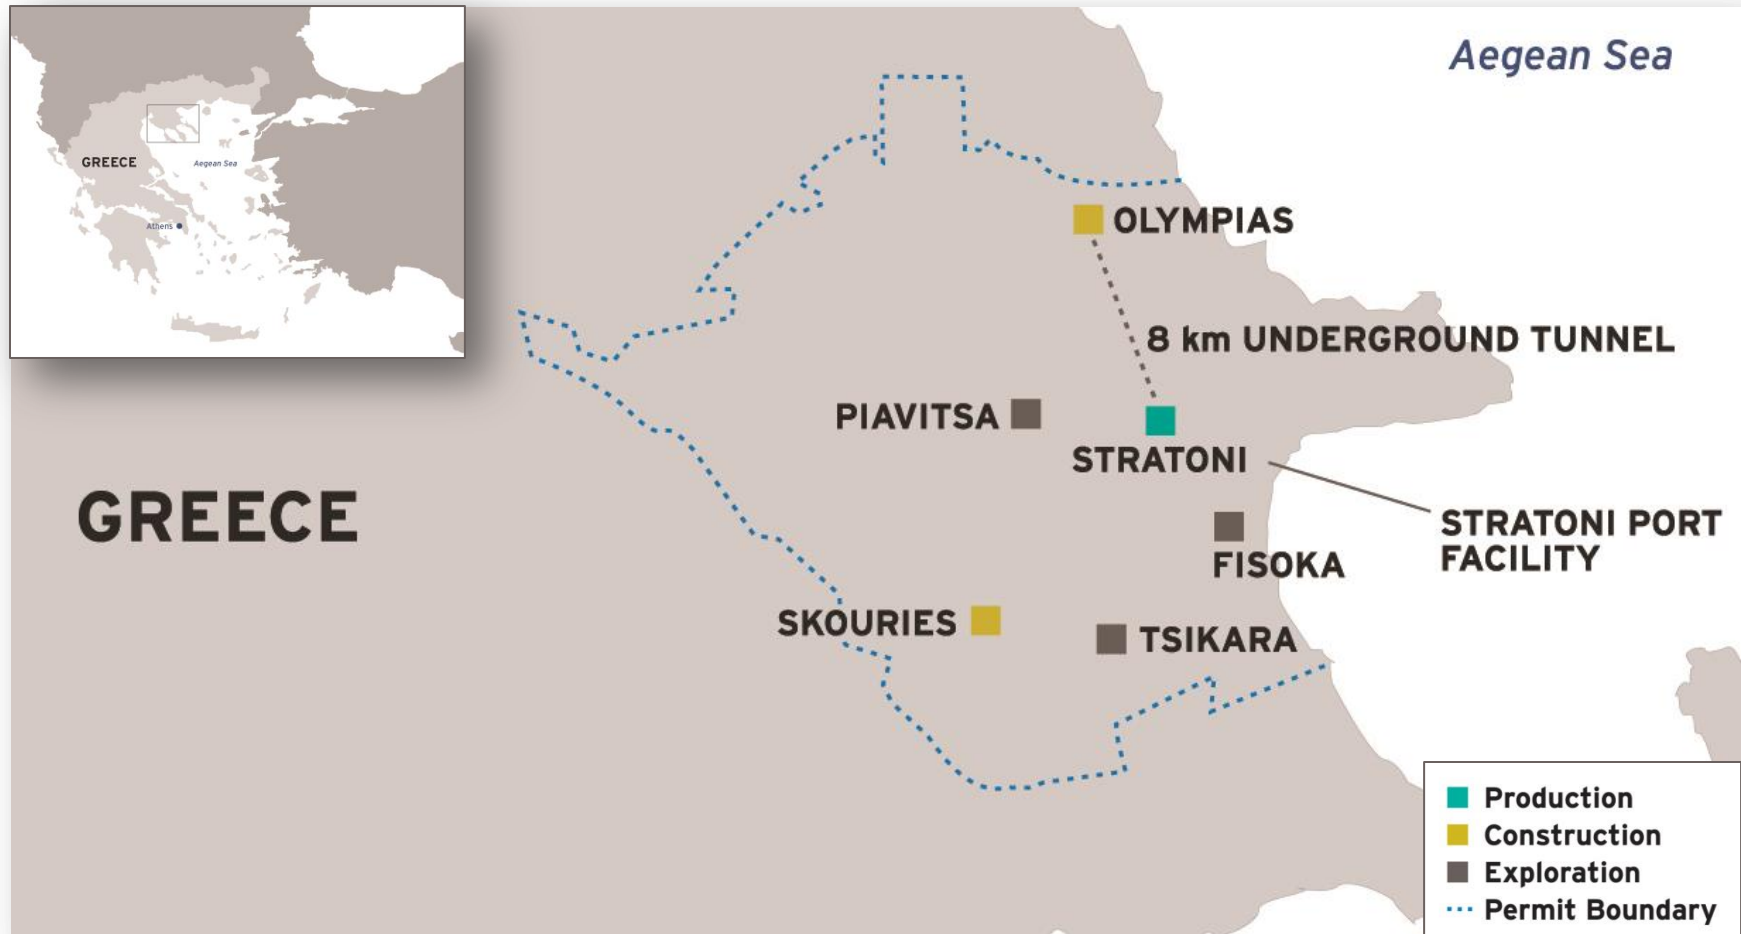 GREECE
Aegean Sea
Athens
Aegean Sea
OLYMPIAS
8 km UNDERGROUND TUNNEL
PIAVITSA
STRATONI
GREECE
STRATONI PORT
FACILITY
FISOKA
SKOURIES
TSIKARA
Production
Construction
Exploration
Permit Boundary